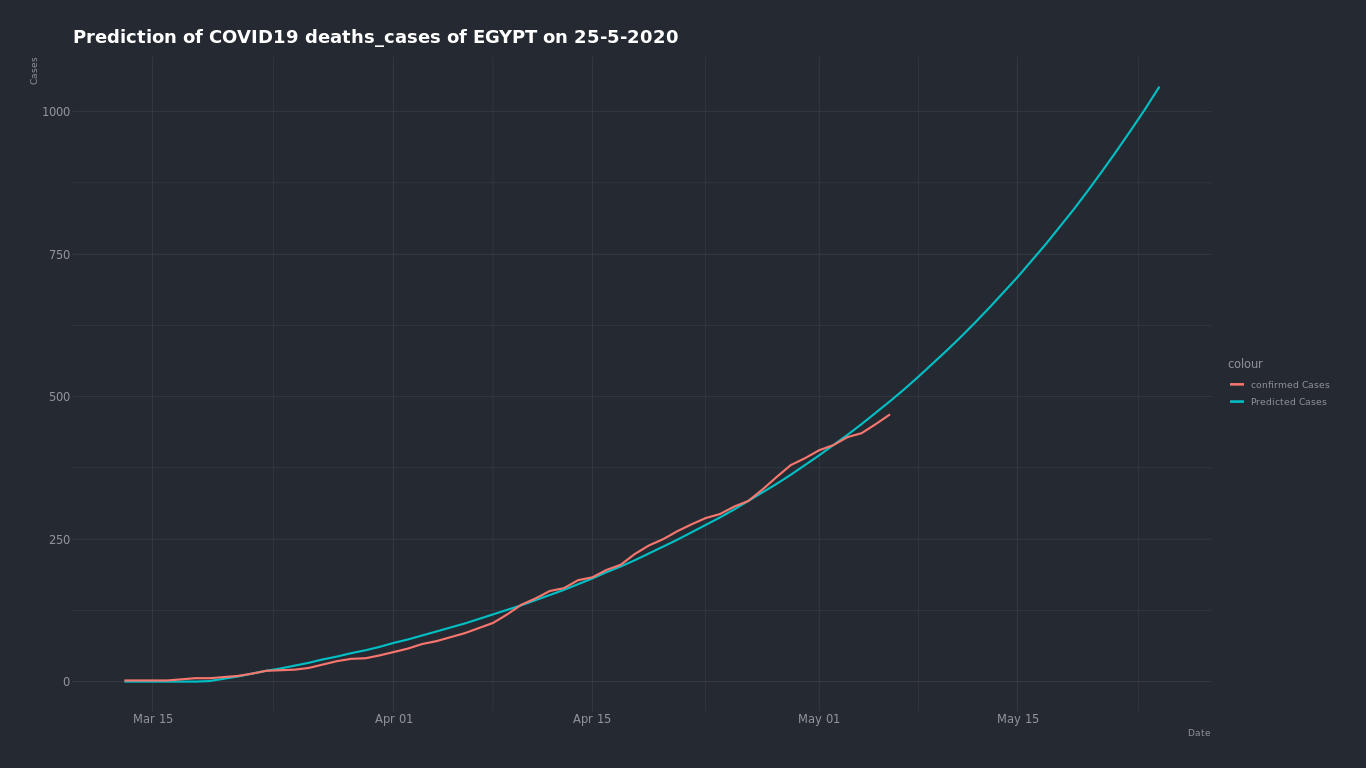 Prediction of COVID19 deaths_cases of EGYPT on 25-5-2020
Cases
1000
750
500
250
0
Mar 15
Apr 01
Apr 15
May 01
May 15
Date
colour
confirmed Cases
Predicted Cases